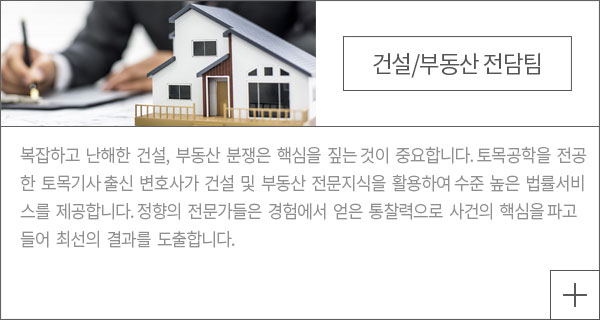 건설/부동산 전담팀
복잡하고 난해한 건설, 부동산 분쟁은 핵심을 짚는 것이 중요합니다. 토목공학을 전공
한 토목기사 출신 변호사가 건설 및 부동산 전문지식을 활용하여 수준 높은 법률서비
스를 제공합니다. 정향의 전문가들은 경험에서 얻은 통찰력으로 사건의 핵심을 파고
들어 최선의 결과를 도출합니다.